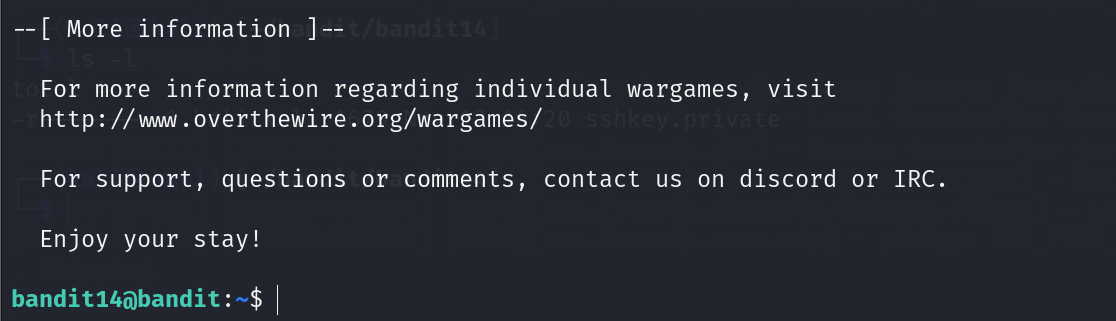 --[ More information ]--
For more information regarding individual wargames, visit
http://www.overthewire.org/wargames/
For support, questions or comments, contact us on discord or IRC.
Enjoy your stay!
bandit14@bandit:~$